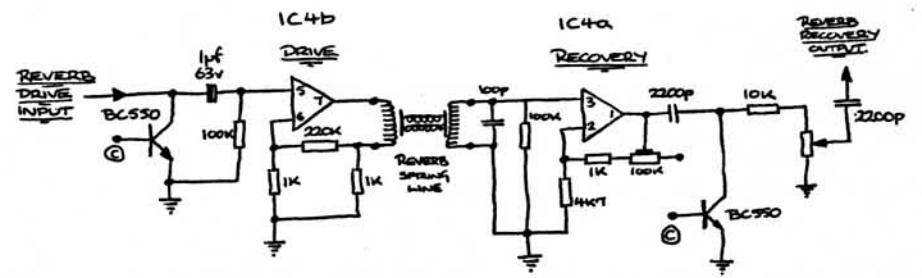 IC4b
DRIVE
IC4a
RECOVERY
REVERB
RECOVERY
OUTPUT.
REVERB
DRIVE
INPUT
1µf
63v
BC550
C
100K
5
6
7
220K
1K
1K
REVERB
SPRING
LINE
100p
100K
3
2
1
1K
100K
4K7
2200p
10K
2200p
BC550
C